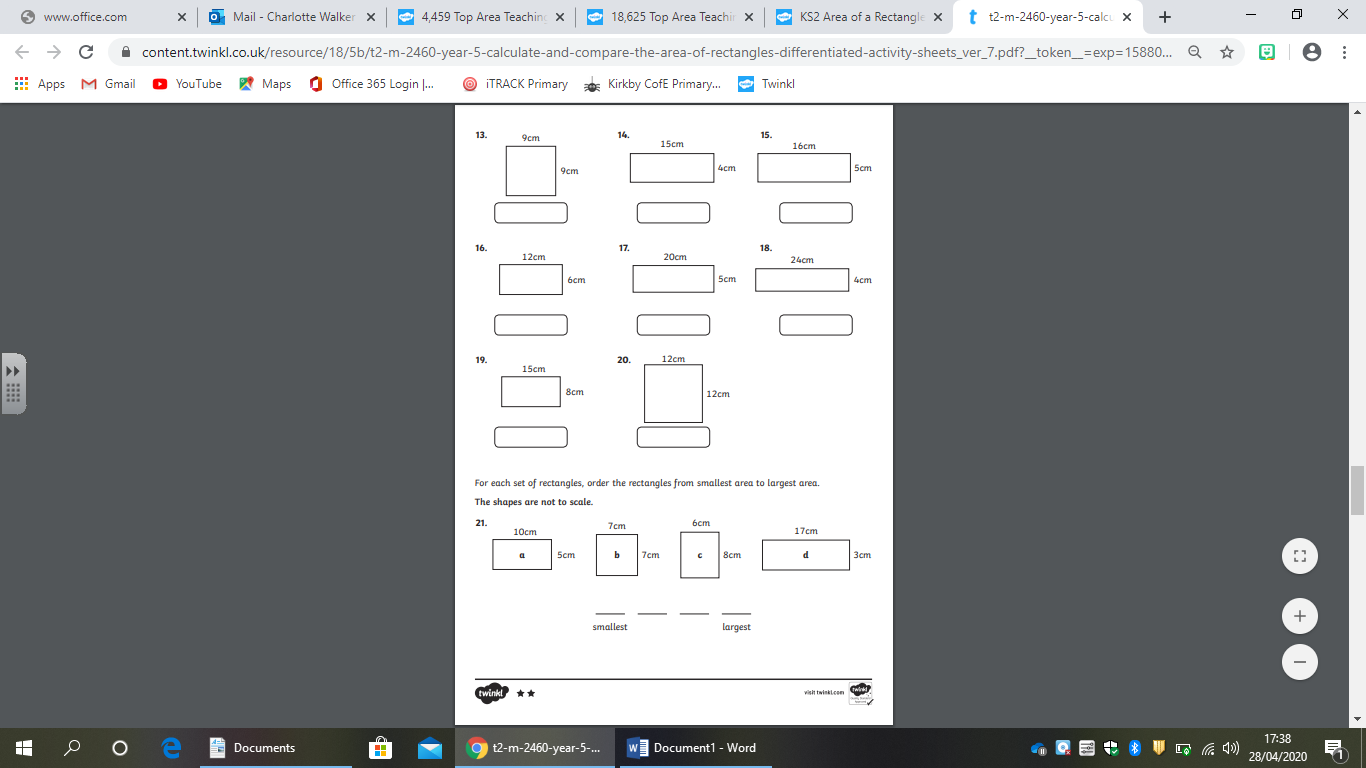 www.office.com
Mail - Charlotte Walker
4,459 Top Area Teaching
18,625 Top Area Teachin
KS2 Area of a Rectangle
t2-m-2460-year-5-calcu
content.twinkl.co.uk/resource/18/5b/t2-m-2460-year-5-calculate-and-compare-the-area-of-rectangles-differentiated-activity-sheets_ver_7.pdf?__token__=exp=15880...
Apps
Gmail
YouTube
Maps
Office 365 Login |...
iTRACK Primary
Kirkby CofE Primary...
Twinkl
13.
9cm
9cm
14.
15cm
4cm
15.
16cm
5cm
16.
12cm
6cm
17.
20cm
5cm
18.
24cm
4cm
19.
15cm
8cm
20.
12cm
12cm
For each set of rectangles, order the rectangles from smallest area to largest area.
The shapes are not to scale.
21.
10cm
a
5cm
7cm
b
7cm
6cm
c
8cm
17cm
d
3cm
smallest
largest
twinkl
visit twinkl.com
twinkl
Documents
t2-m-2460-year-5-...
Document1 - Word
17:38
28/04/2020
1